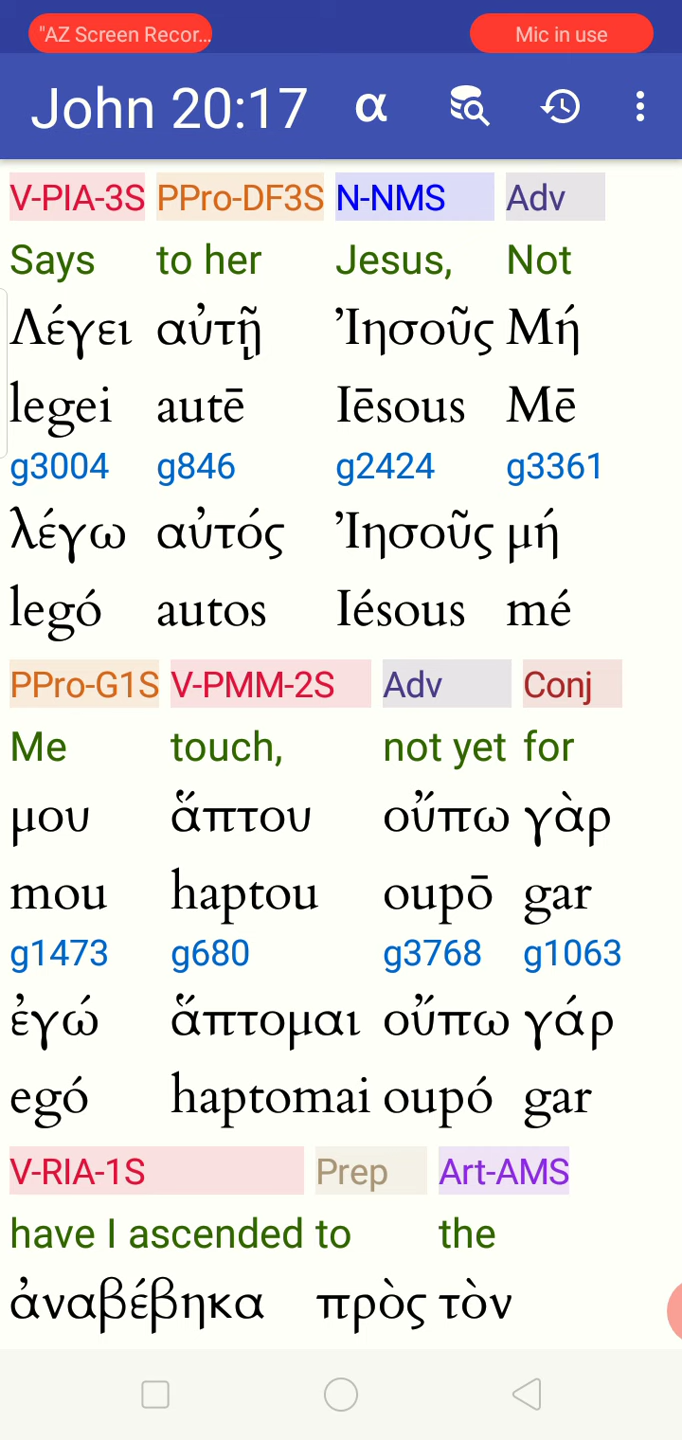 "AZ Screen Recor... Mic in use
John 20:17 α
V-PIA-3S PPro-DF3S N-NMS Adv
Says to her Jesus, Not
Λέγει αὐτῇ Ἰησοῦς Μή
legei autē Iēsous Mē
g3004 g846 g2424 g3361
λέγω αὐτός Ἰησοῦς μή
legó autos Iésous mé
PPro-G1S V-PMM-2S Adv Conj
Me touch, not yet for
μου ἅπτου οὔπω γὰρ
mou haptou oupō gar
g1473 g680 g3768 g1063
ἐγώ ἅπτομαι οὔπω γάρ
egó haptomai oupó gar
V-RIA-1S Prep Art-AMS
have I ascended to the
ἀναβέβηκα πρὸς τὸν